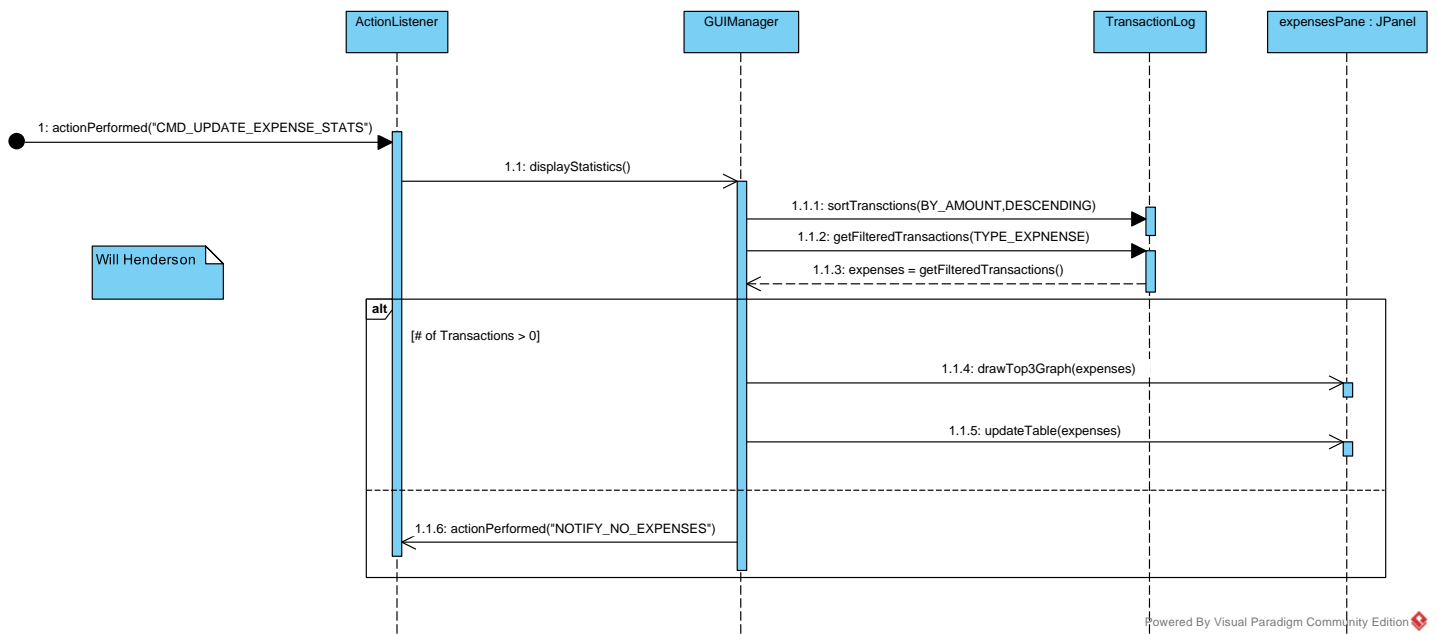 ActionListener
GUIManager
TransactionLog
expensesPane : JPanel
1: actionPerformed("CMD_UPDATE_EXPENSE_STATS")
1.1: displayStatistics()
1.1.1: sortTransctions(BY_AMOUNT,DESCENDING)
1.1.2: getFilteredTransactions(TYPE_EXPNENSE)
Will Henderson
1.1.3: expenses = getFilteredTransactions()
alt
[# of Transactions > 0]
1.1.4: drawTop3Graph(expenses)
1.1.5: updateTable(expenses)
1.1.6: actionPerformed("NOTIFY_NO_EXPENSES")
Powered By Visual Paradigm Community Edition